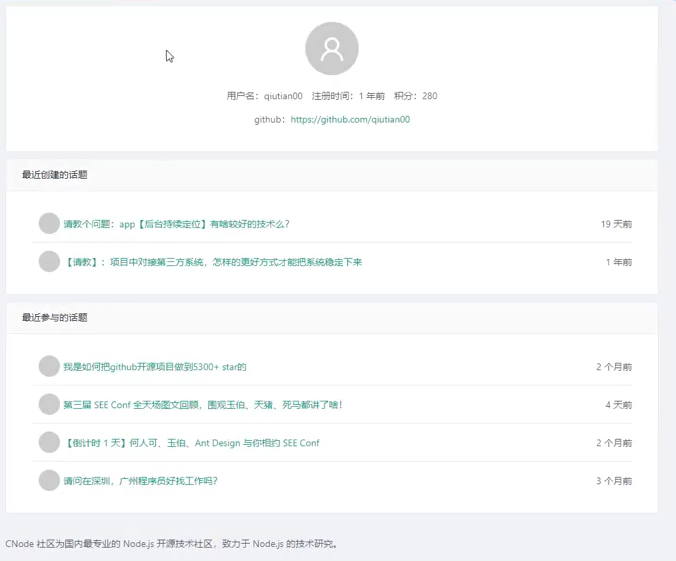 用户名：qiutian00 注册时间：1 年前 积分：280
github：https://github.com/qiutian00
最近创建的话题
请教个问题：app【后台持续定位】有啥较好的技术么？ 19 天前
【请教】：项目中对接第三方系统，怎样的更好方式才能把系统稳定下来 1 年前
最近参与的话题
我是如何把github开源项目做到5300+ star的 2 个月前
第三届 SEE Conf 全天场图文回顾，围观玉伯、天猪、死马都讲了啥！ 4 天前
【倒计时 1 天】何人可、玉伯、Ant Design 与你相约 SEE Conf 2 个月前
请问在深圳，广州程序员好找工作吗？ 3 个月前
CNode 社区为国内最专业的 Node.js 开源技术社区，致力于 Node.js 的技术研究。